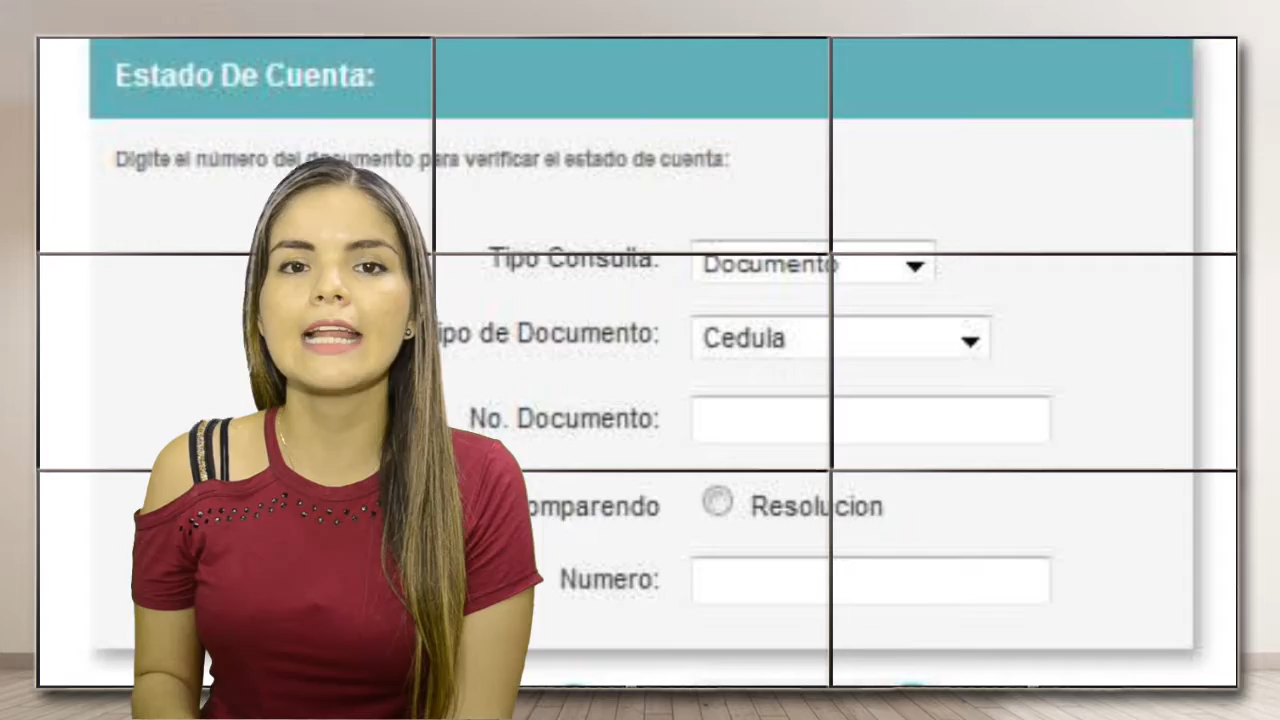 Estado De Cuenta:
Digite el número del documento para verificar el estado de cuenta:
Tipo Consulta: Documento
ipo de Documento: Cedula
No. Documento:
omparendo Resolucion
Numero: